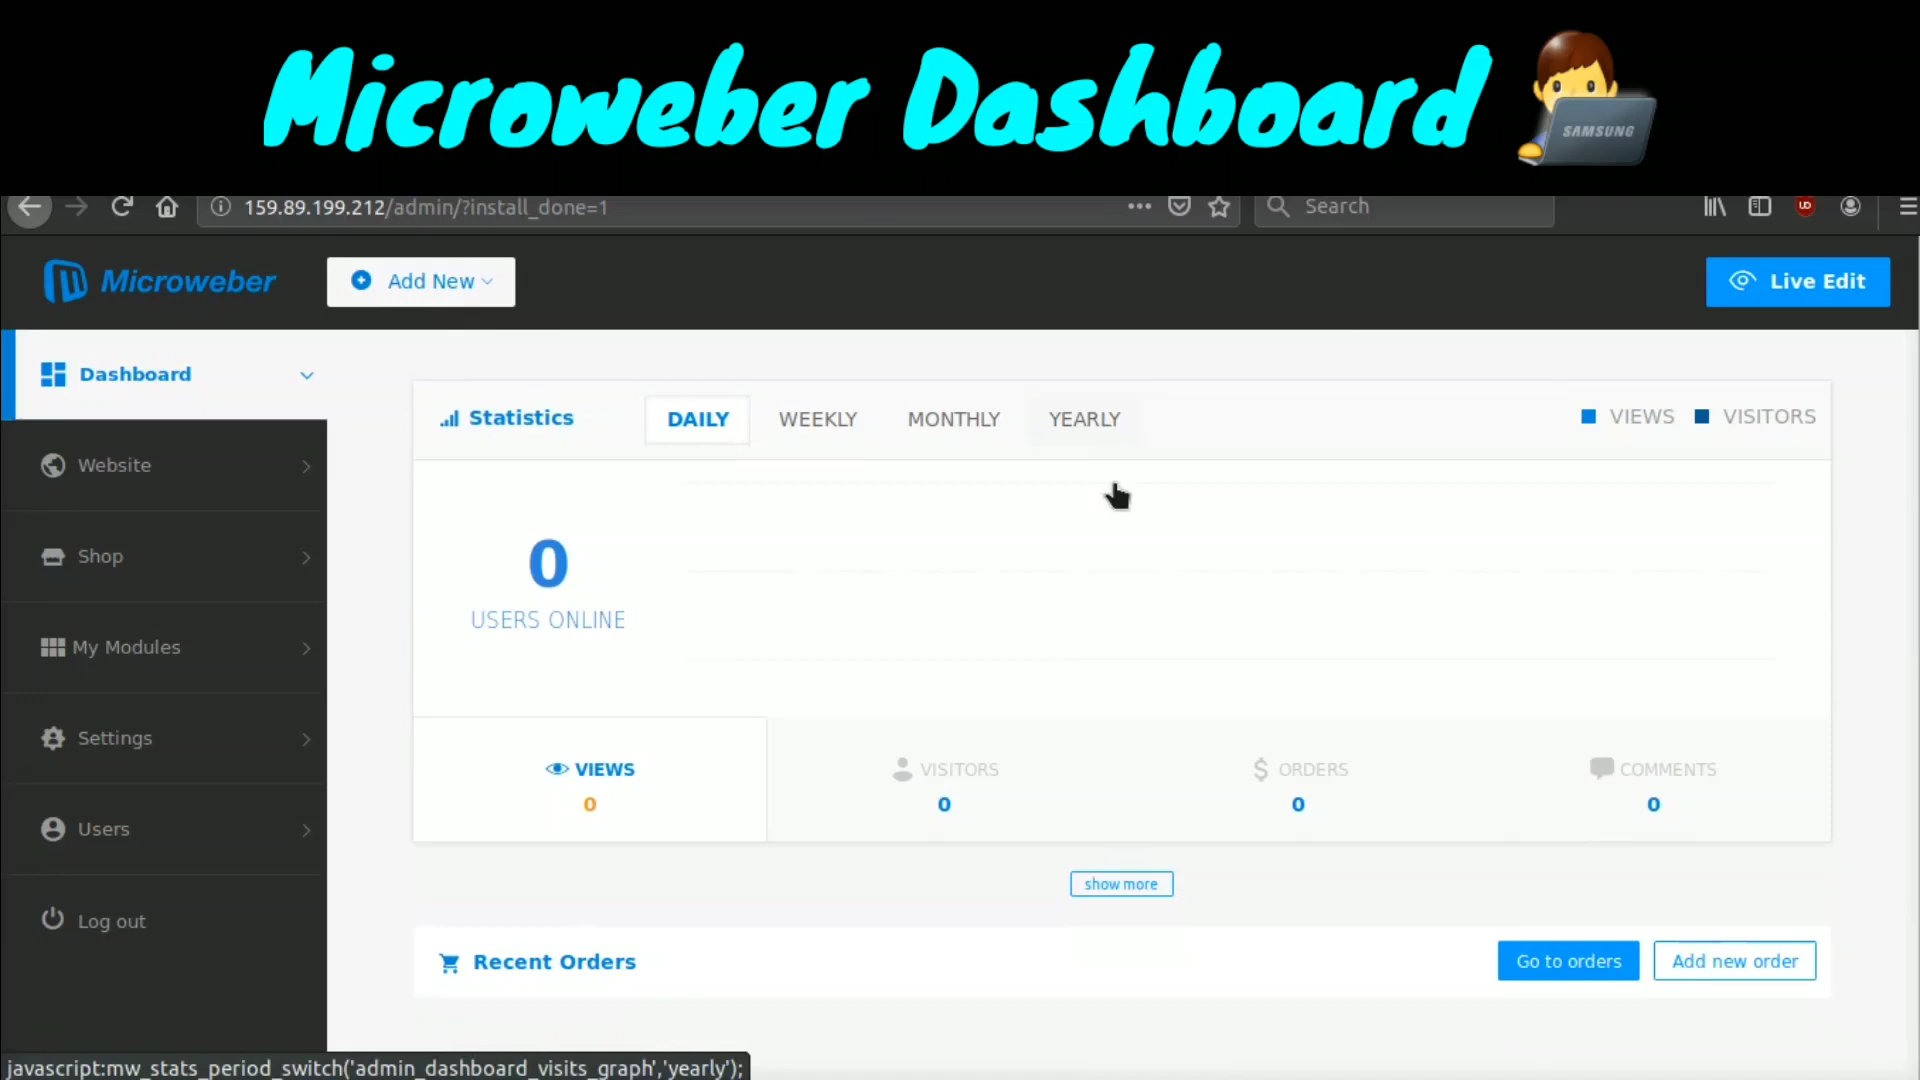 Microweber Dashboard
SAMSUNG
159.89.199.212/admin/?install_done=1
Search
Microweber
Add New
Live Edit
Dashboard
Website
Shop
My Modules
Settings
Users
Log out
Statistics
DAILY WEEKLY MONTHLY YEARLY
VIEWS VISITORS
0
USERS ONLINE
VIEWS
0
VISITORS
0
ORDERS
0
COMMENTS
0
show more
Recent Orders
Go to orders
Add new order
javascript:mw_stats_period_switch('admin_dashboard_visits_graph','yearly');